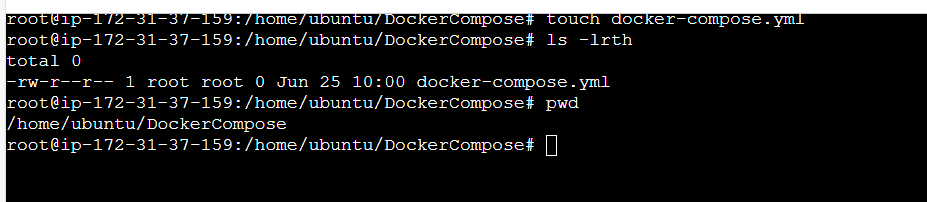 root@ip-172-31-37-159:/home/ubuntu/DockerCompose# touch docker-compose.yml
root@ip-172-31-37-159:/home/ubuntu/DockerCompose# ls -lrth
total 0
-rw-r--r-- 1 root root 0 Jun 25 10:00 docker-compose.yml
root@ip-172-31-37-159:/home/ubuntu/DockerCompose# pwd
/home/ubuntu/DockerCompose
root@ip-172-31-37-159:/home/ubuntu/DockerCompose#